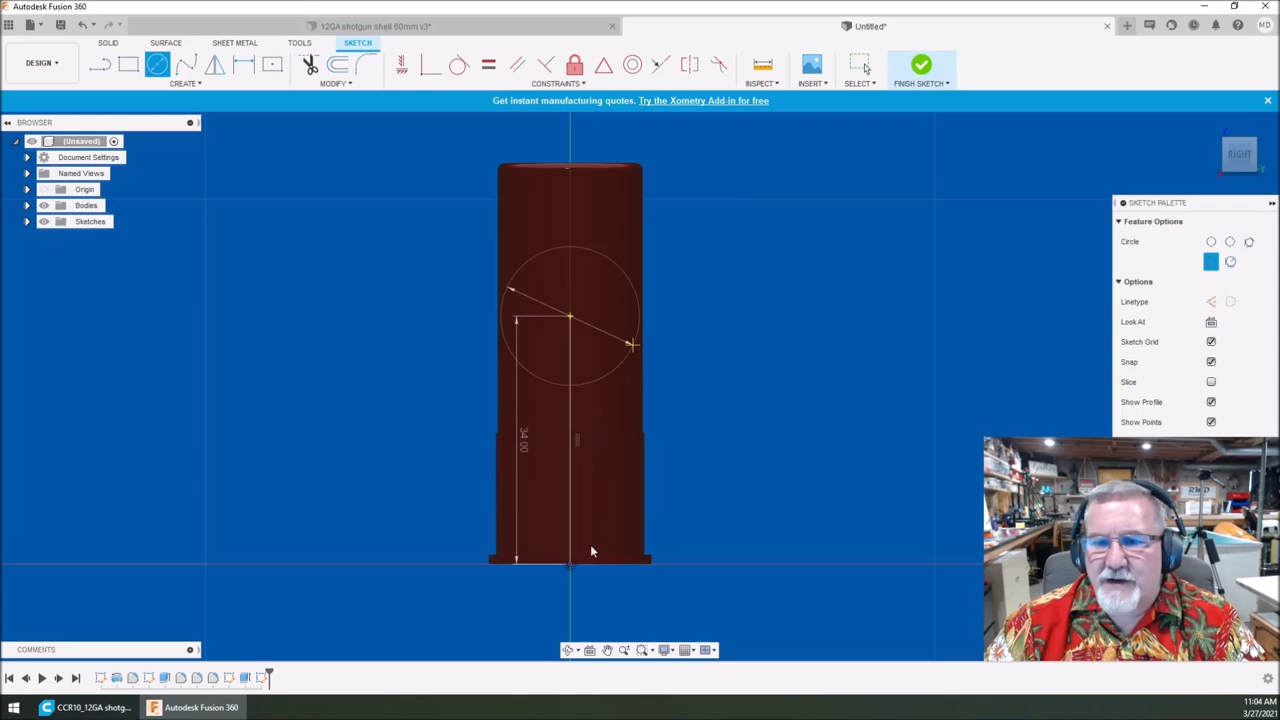 Autodesk Fusion 360
12GA shotgun shell 60mm v3*
Untitled*
MD
DESIGN
SOLID
SURFACE
SHEET METAL
TOOLS
SKETCH
CREATE
MODIFY
CONSTRAINTS
INSPECT
INSERT
SELECT
FINISH SKETCH
Get instant manufacturing quotes. Try the Xometry Add-in for free
BROWSER
(Unsaved)
Document Settings
Named Views
Origin
Bodies
Sketches
RIGHT
Z
Y
SKETCH PALETTE
Feature Options
Circle
Options
Linetype
Look At
Sketch Grid
Snap
Slice
Show Profile
Show Points
34.00
COMMENTS
CCR10_12GA shotg...
Autodesk Fusion 360
11:04 AM
3/27/2021